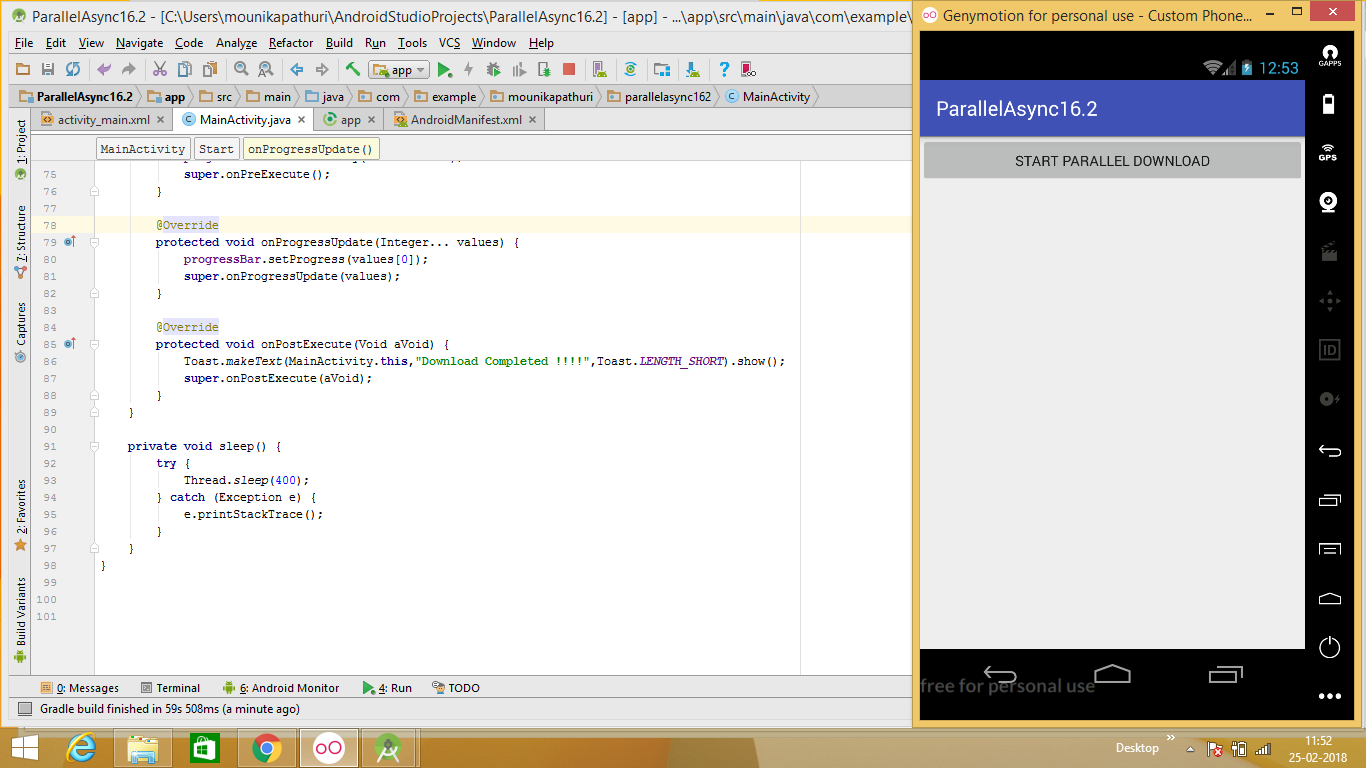 ParallelAsync16.2 - [C:\Users\mounikapathuri\AndroidStudioProjects\ParallelAsync16.2] - [app] - ...\app\src\main\java\com\example\
File Edit View Navigate Code Analyze Refactor Build Run Tools VCS Window Help
app
ParallelAsync16.2 app src main java com example mounikapathuri parallelasync162 MainActivity
activity_main.xml MainActivity.java app AndroidManifest.xml
MainActivity Start onProgressUpdate()
1: Project
7: Structure
Captures
2: Favorites
Build Variants
75 super.onPreExecute();
76 }
77
78 @Override
79 protected void onProgressUpdate(Integer... values) {
80 progressBar.setProgress(values[0]);
81 super.onProgressUpdate(values);
82 }
83
84 @Override
85 protected void onPostExecute(Void aVoid) {
86 Toast.makeText(MainActivity.this,"Download Completed !!!!",Toast.LENGTH_SHORT).show();
87 super.onPostExecute(aVoid);
88 }
89 }
90
91 private void sleep() {
92 try {
93 Thread.sleep(400);
94 } catch (Exception e) {
95 e.printStackTrace();
96 }
97 }
98 }
99
100
101
0: Messages Terminal 6: Android Monitor 4: Run TODO
Gradle build finished in 59s 508ms (a minute ago)
Genymotion for personal use - Custom Phone...
12:53
ParallelAsync16.2
START PARALLEL DOWNLOAD
free for personal use
GAPPS
GPS
ID
Desktop
11:52
25-02-2018